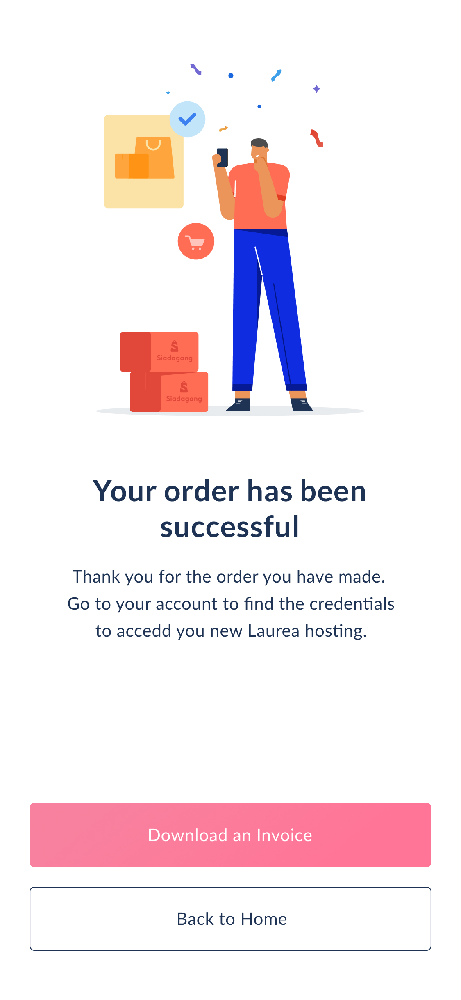 Siadagang
Siadagang
Your order has been
successful
Thank you for the order you have made.
Go to your account to find the credentials
to accedd you new Laurea hosting.
Download an Invoice
Back to Home